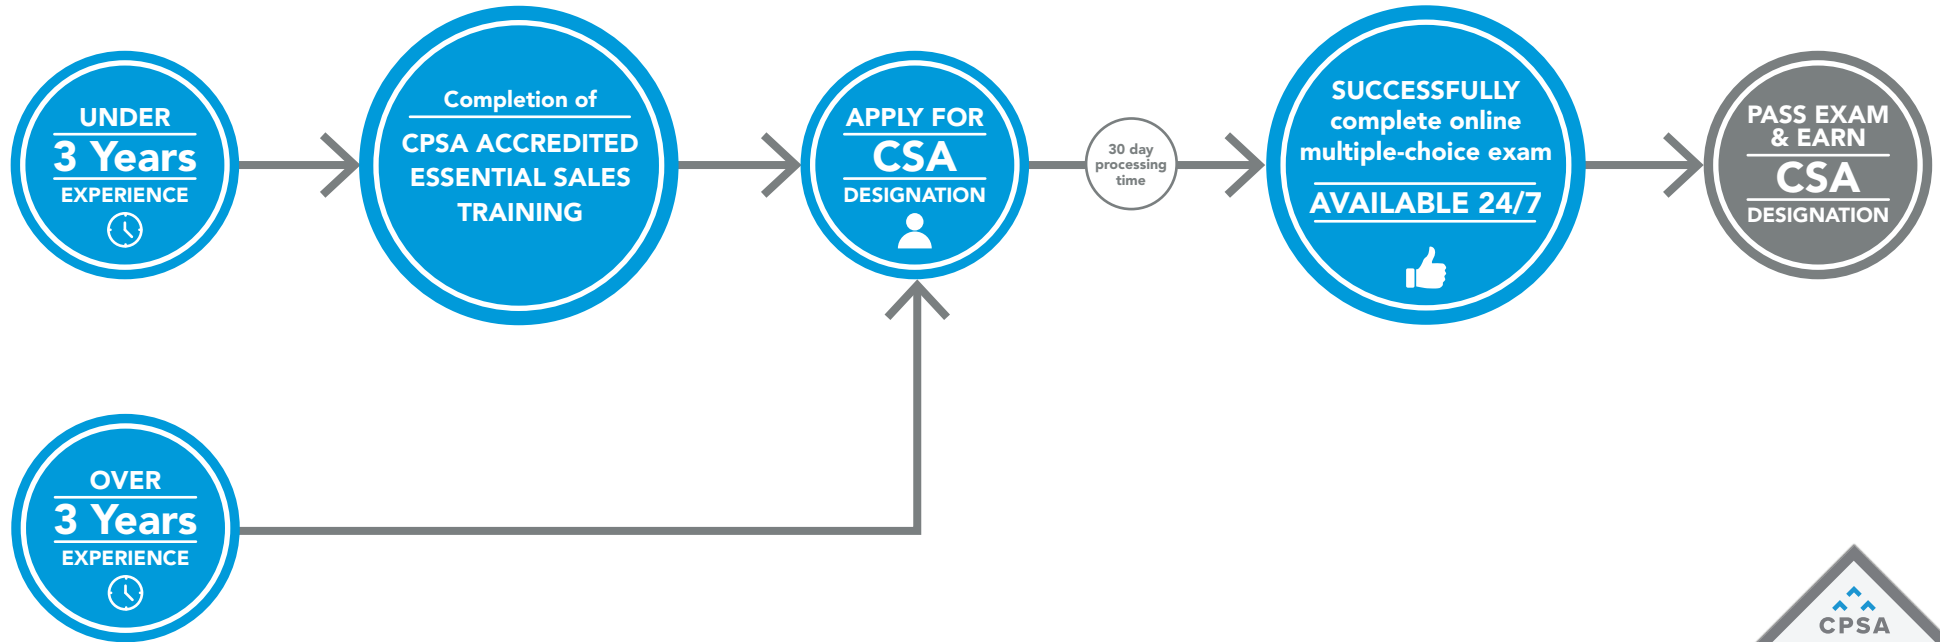 UNDER
3 Years
EXPERIENCE
Completion of
CPSA ACCREDITED
ESSENTIAL SALES
TRAINING
APPLY FOR
CSA
DESIGNATION
30 day
processing
time
SUCCESSFULLY
complete online
multiple-choice exam
AVAILABLE 24/7
PASS EXAM
& EARN
CSA
DESIGNATION
OVER
3 Years
EXPERIENCE
CPSA